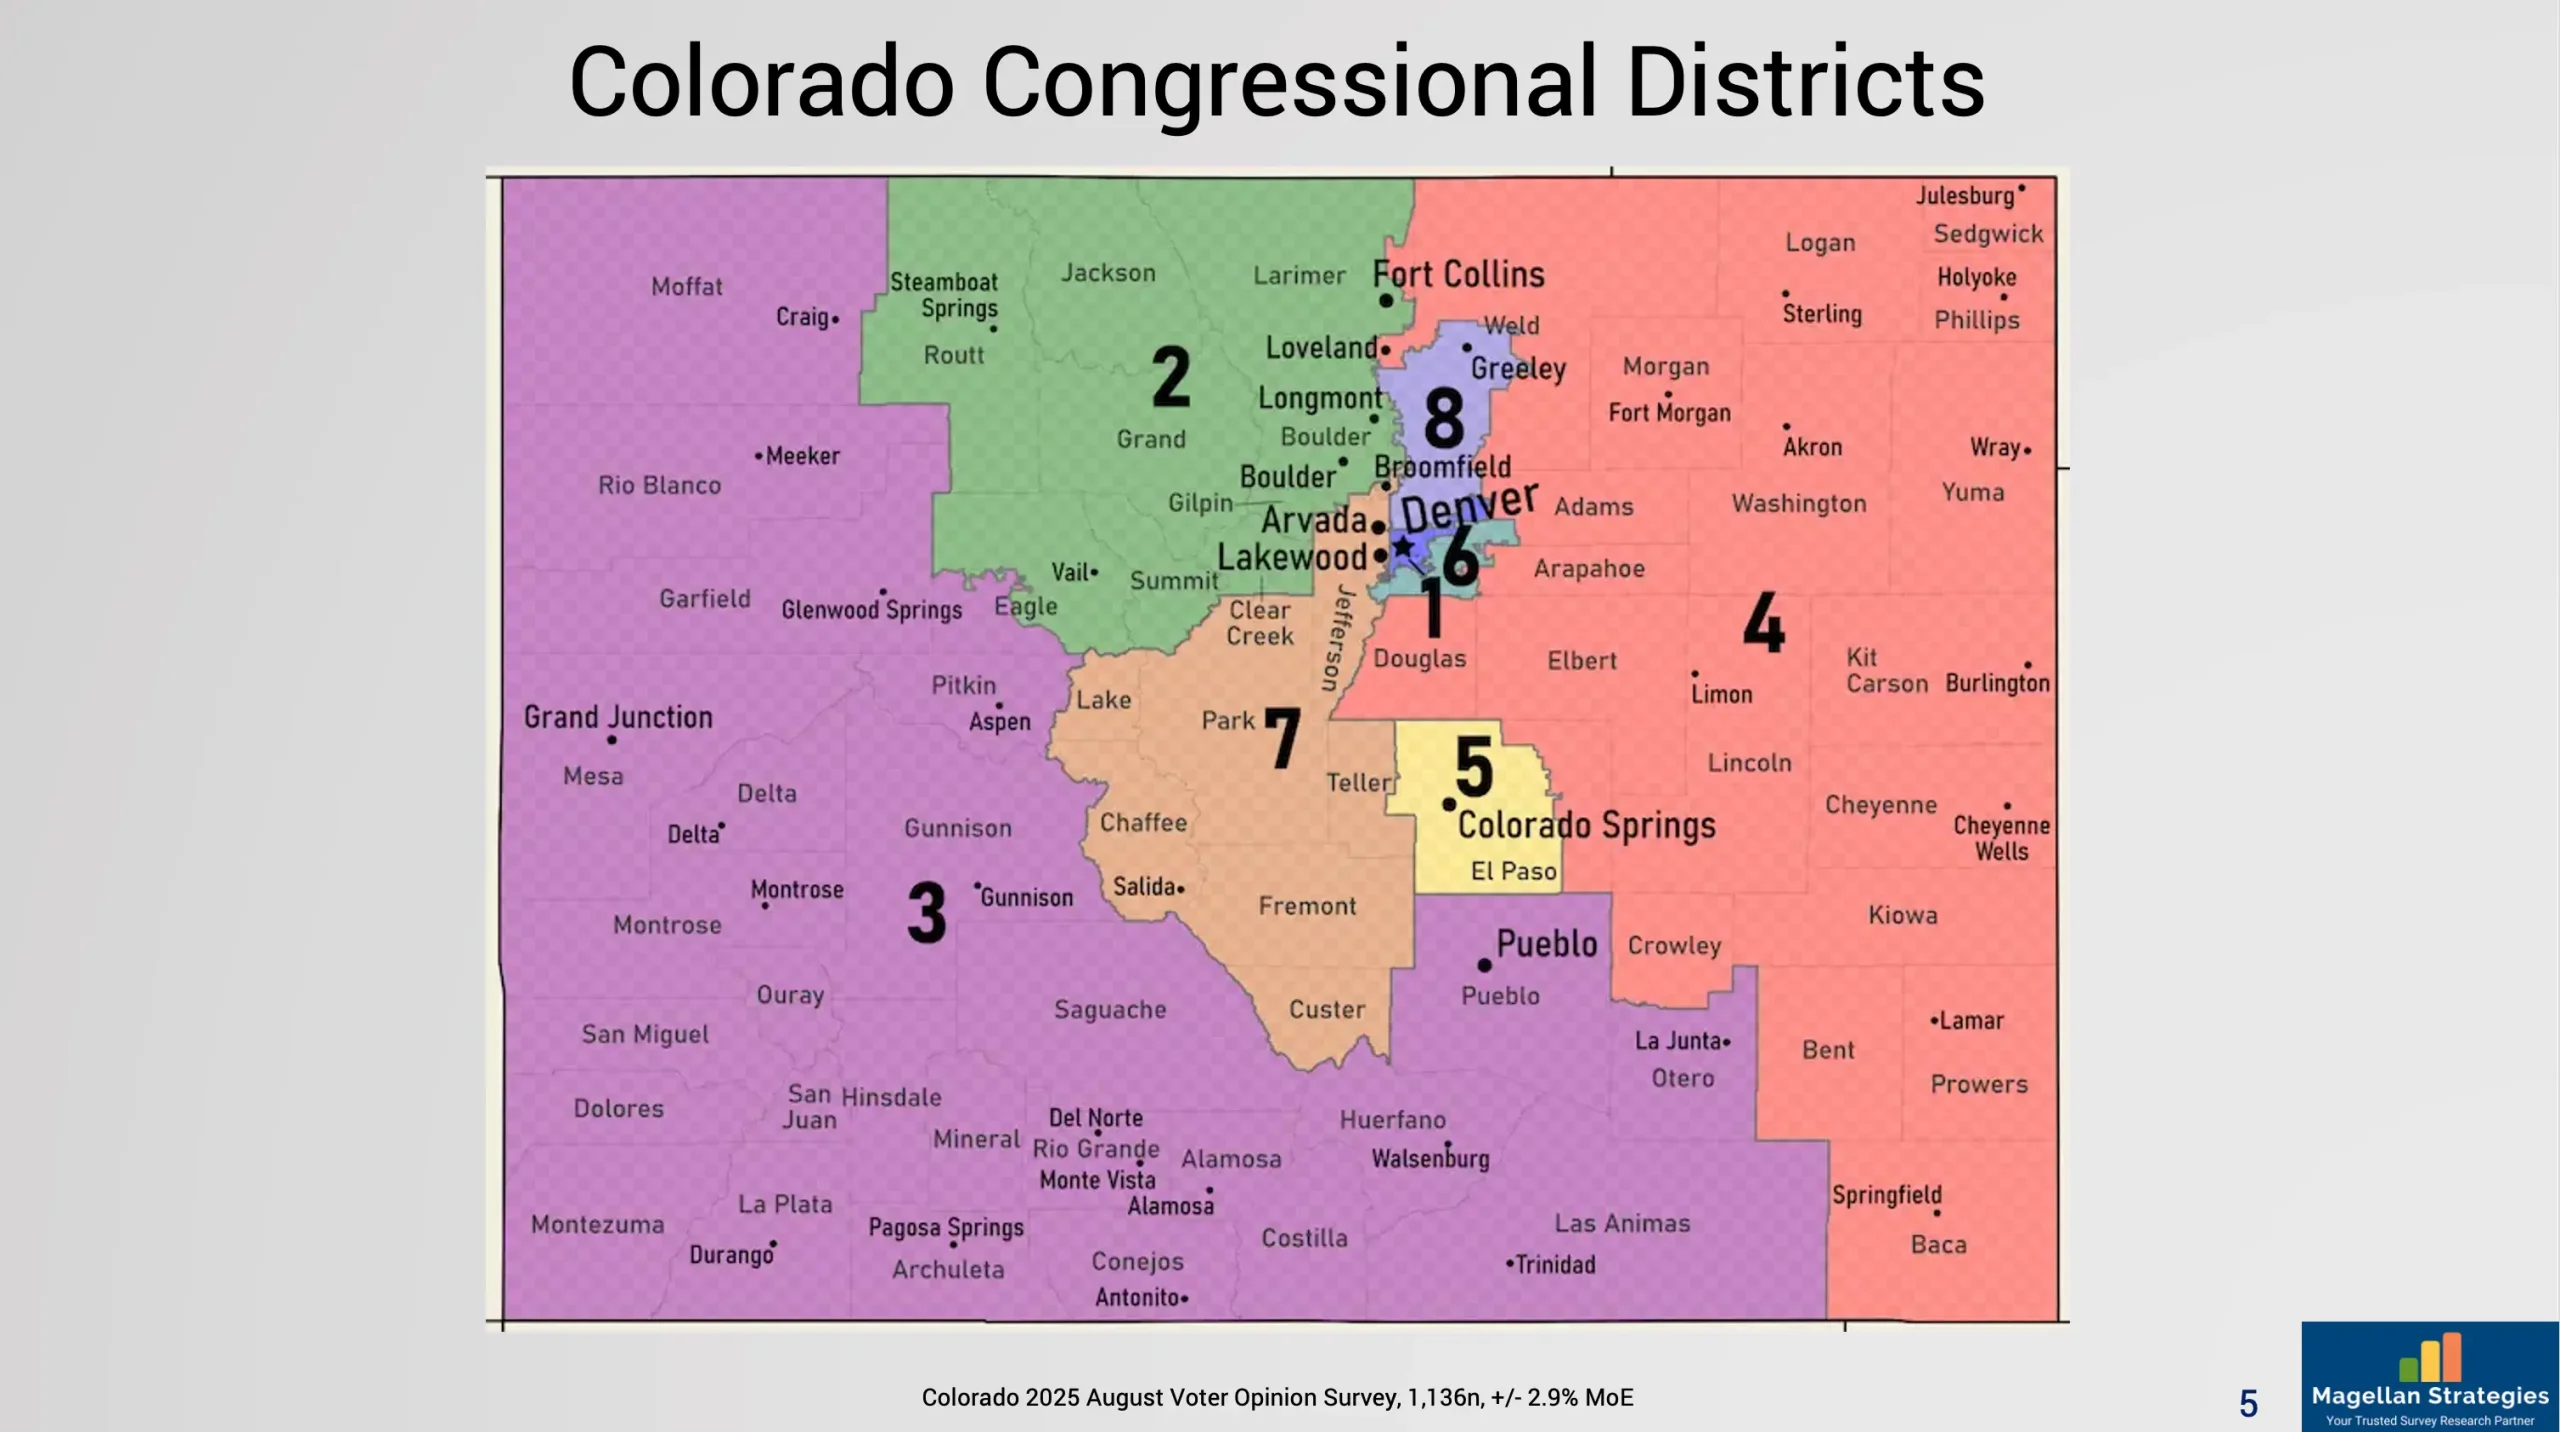 Colorado Congressional Districts
Julesburg
Sedgwick
Logan
Holyoke
Phillips
Sterling
Moffat
Craig
Steamboat
Springs
Routt
Jackson
Larimer
Fort Collins
Loveland
Weld
Greeley
2
Longmont
8
Boulder
Grand
Boulder
Broomfield
Morgan
Fort Morgan
Akron
Wray
Yuma
Washington
Meeker
Rio Blanco
Gilpin
Arvada
Denver
Adams
Lakewood
6
Arapahoe
1
Vail
Summit
Eagle
Garfield
Glenwood Springs
Clear
Creek
Jefferson
Douglas
Elbert
4
Limon
Kit
Carson
Burlington
Pitkin
Aspen
Lake
Park
7
Grand Junction
Mesa
Delta
Delta
Gunnison
Chaffee
Teller
5
Colorado Springs
El Paso
Lincoln
Cheyenne
Cheyenne
Wells
Montrose
Montrose
3
Gunnison
Salida
Fremont
Kiowa
Pueblo
Pueblo
Crowley
Ouray
San Miguel
Saguache
Custer
La Junta
Otero
Bent
Lamar
Prowers
Dolores
San
Juan
Hinsdale
Mineral
Del Norte
Rio Grande
Monte Vista
Alamosa
Alamosa
Huerfano
Walsenburg
Montezuma
La Plata
Durango
Pagosa Springs
Archuleta
Conejos
Antonito
Costilla
Las Animas
Trinidad
Springfield
Baca
Colorado 2025 August Voter Opinion Survey, 1,136n, +/- 2.9% MoE
5
Magellan Strategies
Your Trusted Survey Research Partner